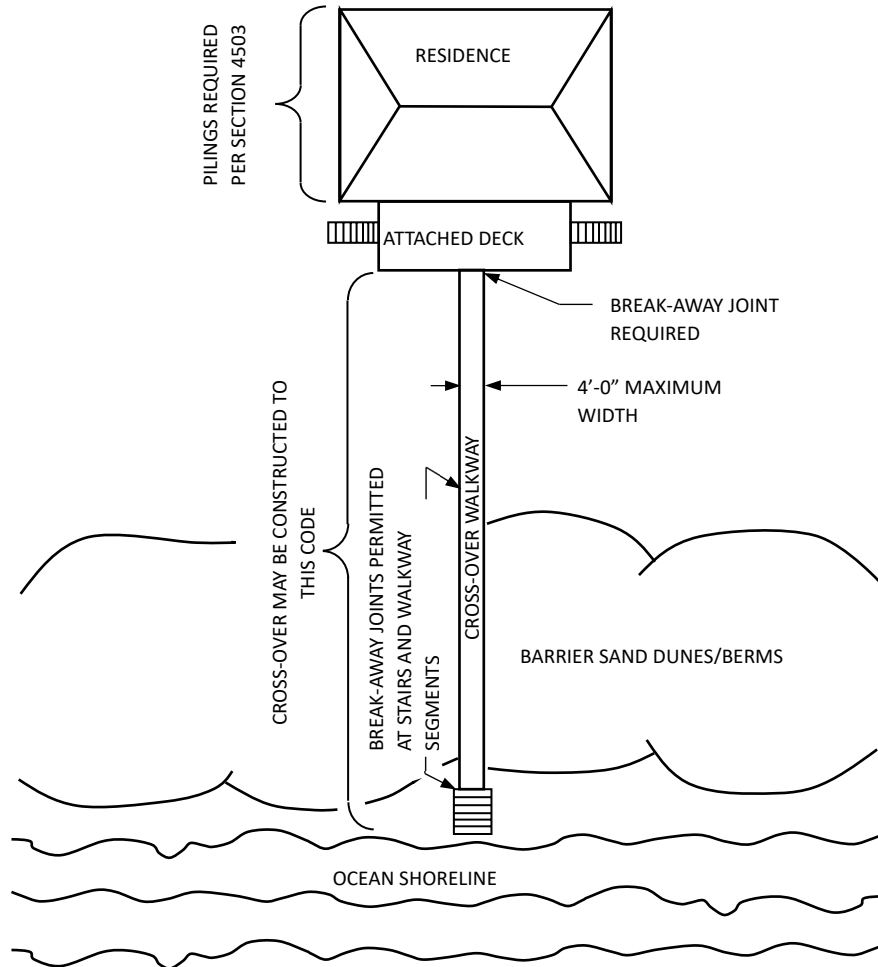 RESIDENCE
PILINGS REQUIRED
PER SECTION 4503
ATTACHED DECK
BREAK-AWAY JOINT
REQUIRED
4’-0” MAXIMUM
WIDTH
CROSS-OVER MAY BE CONSTRUCTED TO
THIS CODE
BREAK-AWAY JOINTS PERMITTED
AT STAIRS AND WALKWAY
SEGMENTS
CROSS-OVER WALKWAY
BARRIER SAND DUNES/BERMS
OCEAN SHORELINE